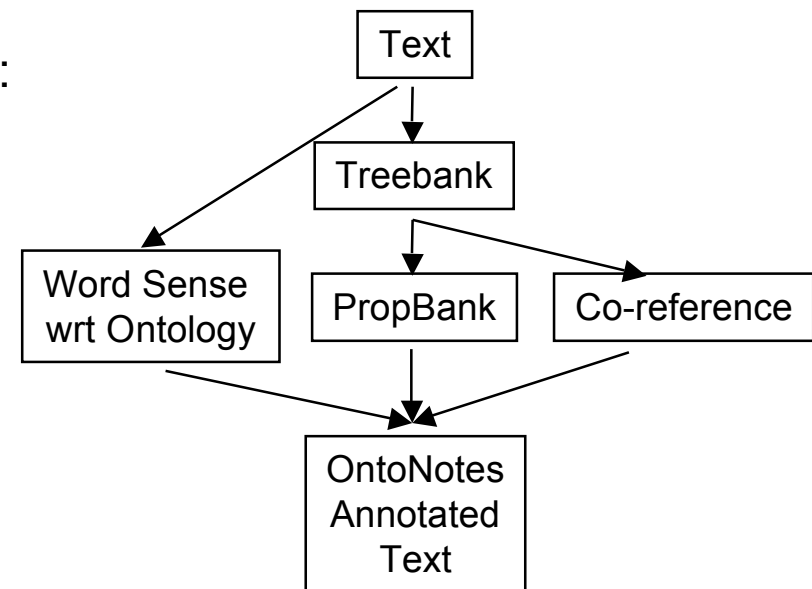 Text
:
Treebank
Word Sense
wrt Ontology
PropBank
Co-reference
OntoNotes
Annotated
Text